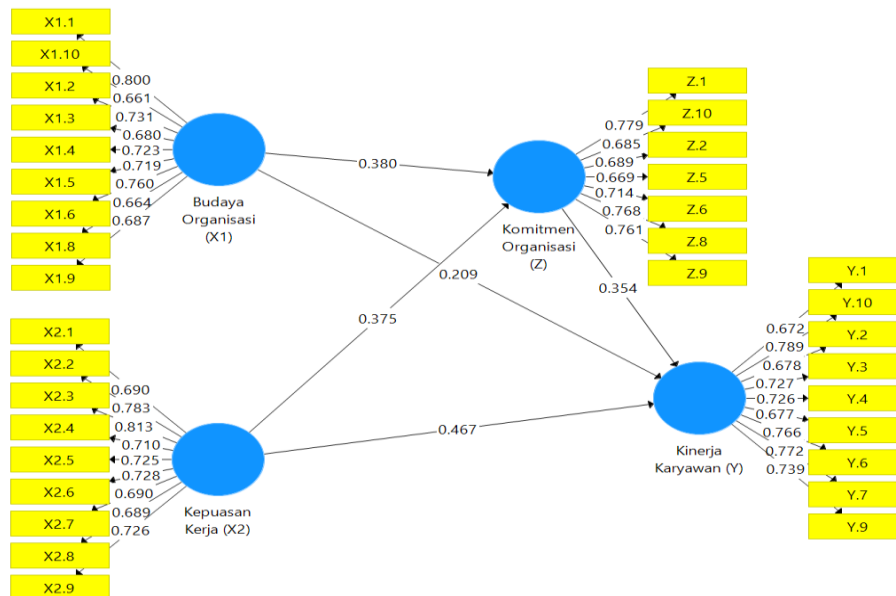 X1.1
X1.10
X1.2
X1.3
X1.4
X1.5
X1.6
X1.8
X1.9
0.800
0.661
0.731
0.680
0.723
0.719
0.760
0.664
0.687
Budaya
Organisasi
(X1)
0.380
0.209
0.375
0.467
0.354
Komitmen
Organisasi
(Z)
0.779
0.685
0.689
0.669
0.714
0.768
0.761
Z.1
Z.10
Z.2
Z.5
Z.6
Z.8
Z.9
X2.1
X2.2
X2.3
X2.4
X2.5
X2.6
X2.7
X2.8
X2.9
0.690
0.783
0.813
0.710
0.725
0.728
0.690
0.689
0.726
Kepuasan
Kerja (X2)
Kinerja
Karyawan (Y)
0.672
0.789
0.678
0.727
0.726
0.677
0.766
0.772
0.739
Y.1
Y.10
Y.2
Y.3
Y.4
Y.5
Y.6
Y.7
Y.9